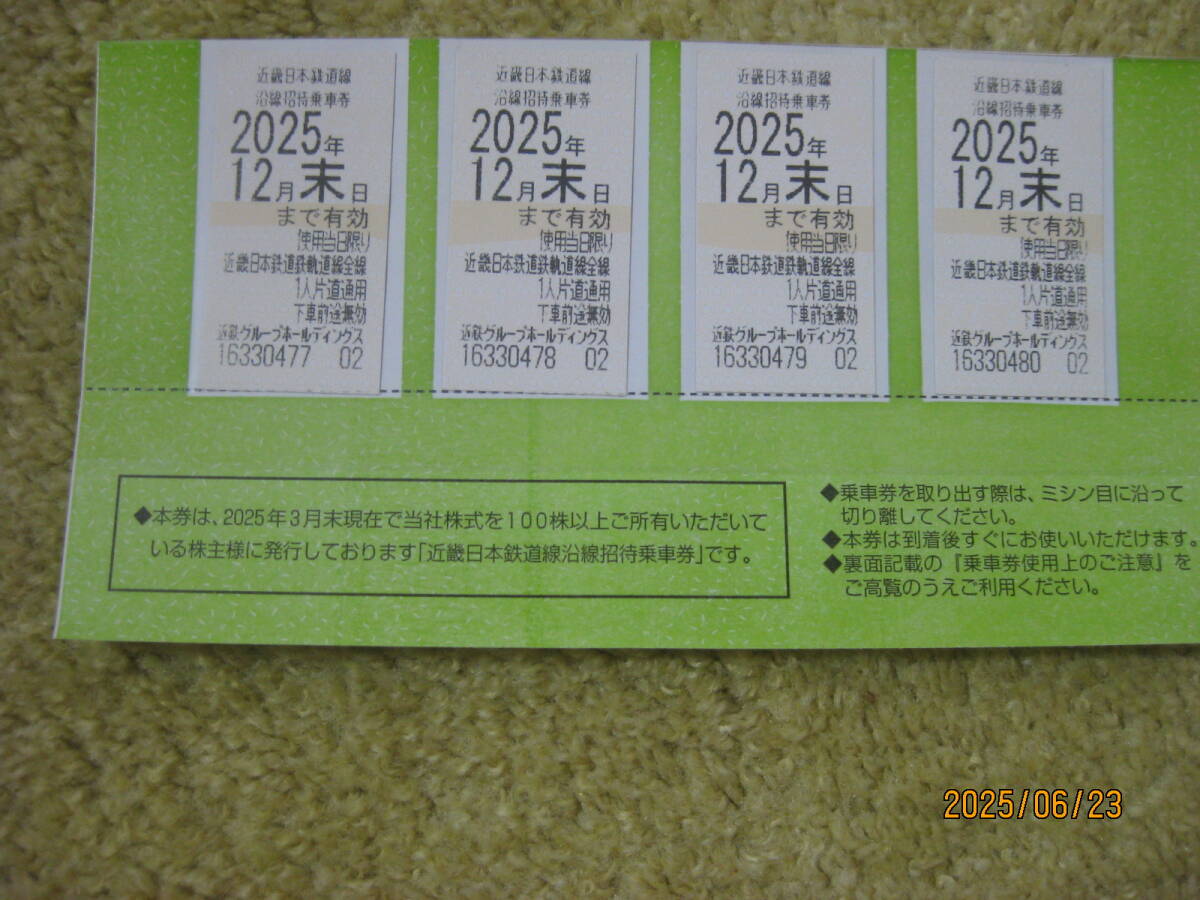 近畿日本鉄道線
沿線招待乗車券
2025年
12月末日
まで有効
使用当日限り
近畿日本鉄道鉄軌道線全線
1人片道通用
下車前途無効
近鉄グループホールディングス
16330477 02
近畿日本鉄道線
沿線招待乗車券
2025年
12月末日
まで有効
使用当日限り
近畿日本鉄道鉄軌道線全線
1人片道通用
下車前途無効
近鉄グループホールディングス
16330478 02
近畿日本鉄道線
沿線招待乗車券
2025年
12月末日
まで有効
使用当日限り
近畿日本鉄道鉄軌道線全線
1人片道通用
下車前途無効
近鉄グループホールディングス
16330479 02
近畿日本鉄道線
沿線招待乗車券
2025年
12月末日
まで有効
使用当日限り
近畿日本鉄道鉄軌道線全線
1人片道通用
下車前途無効
近鉄グループホールディングス
16330480 02
◆本券は、2025年3月末現在で当社株式を100株以上ご所有いただいて
いる株主様に発行しております「近畿日本鉄道線沿線招待乗車券」です。
◆乗車券を取り出す際は、ミシン目に沿って
切り離してください。
◆本券は到着後すぐにお使いいただけます。
◆裏面記載の『乗車券使用上のご注意』を
ご高覧のうえご利用ください。
2025/06/23